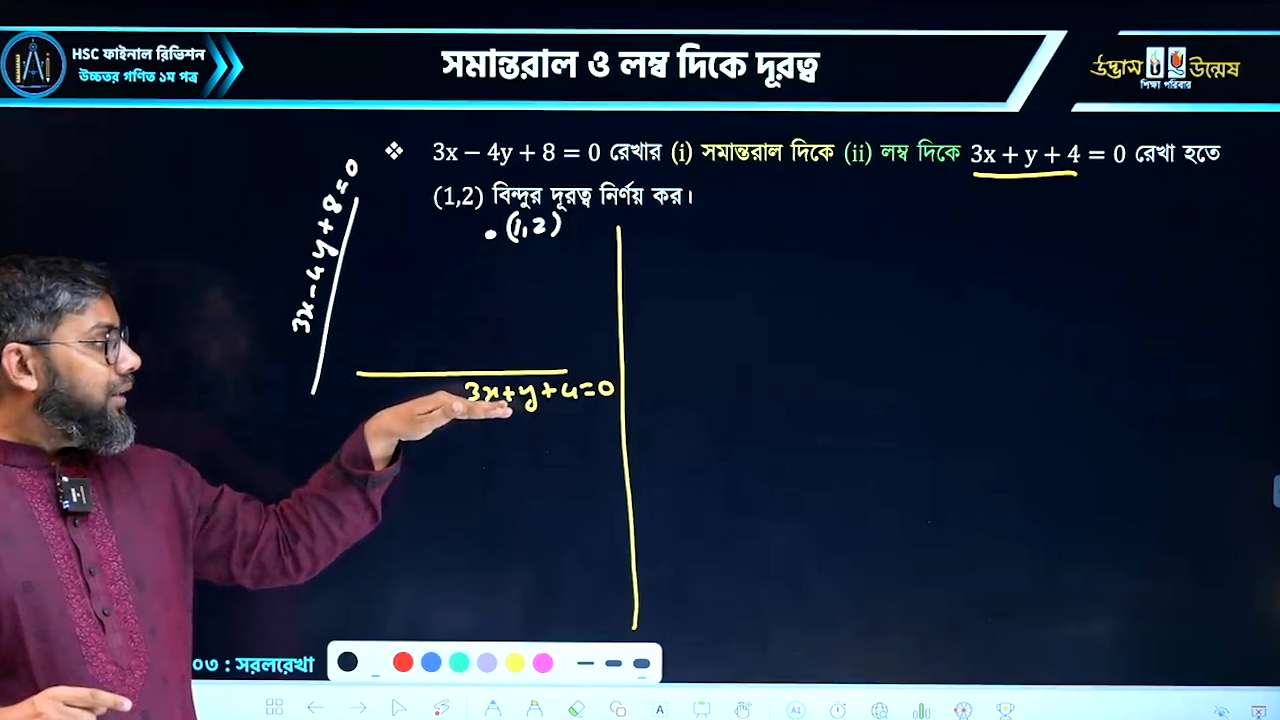 HSC ফাইনাল রিভিশন
উচ্চতর গণিত ১ম পত্র
সমান্তরাল ও লম্ব দিকে দূরত্ব
উদ্ভাস উন্মেষ
শিক্ষা পরিবার
❖ 3x − 4y + 8 = 0 রেখার (i) সমান্তরাল দিকে (ii) লম্ব দিকে 3x + y + 4 = 0 রেখা হতে
(1,2) বিন্দুর দূরত্ব নির্ণয় কর।
(1,2)
3x-4y+8=0
3x+y+4=0
০৩ : সরলরেখা
A
AI